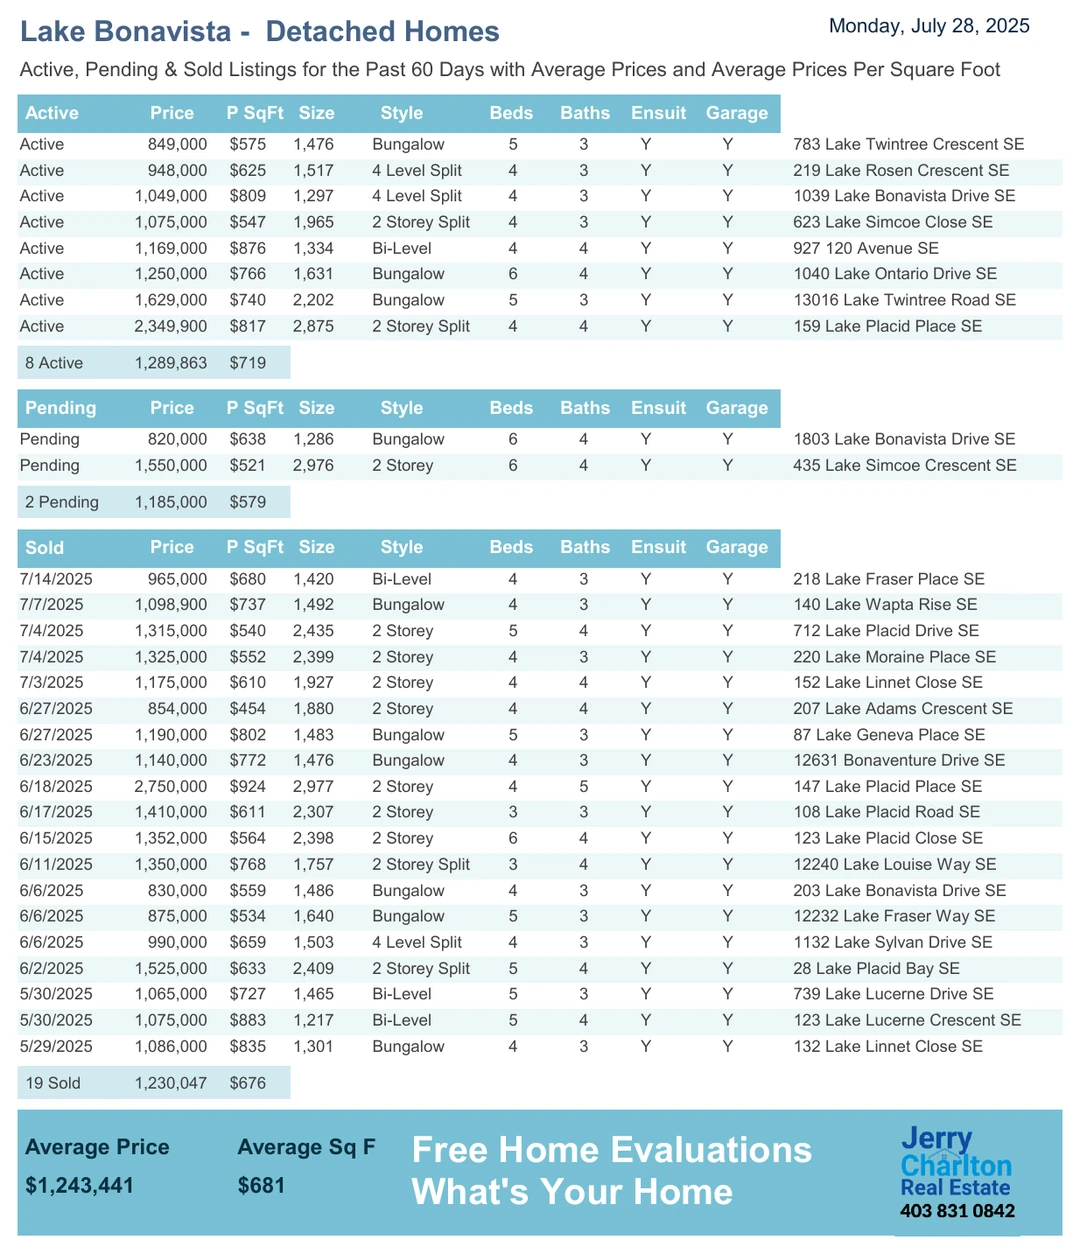 Lake Bonavista -  Detached Homes
Monday, July 28, 2025
Active, Pending & Sold Listings for the Past 60 Days with Average Prices and Average Prices Per Square Foot
Active Price P SqFt Size Style Beds Baths Ensuit Garage
Active 849,000 $575 1,476 Bungalow 5 3 Y Y 783 Lake Twintree Crescent SE
Active 948,000 $625 1,517 4 Level Split 4 3 Y Y 219 Lake Rosen Crescent SE
Active 1,049,000 $809 1,297 4 Level Split 4 3 Y Y 1039 Lake Bonavista Drive SE
Active 1,075,000 $547 1,965 2 Storey Split 4 3 Y Y 623 Lake Simcoe Close SE
Active 1,169,000 $876 1,334 Bi-Level 4 4 Y Y 927 120 Avenue SE
Active 1,250,000 $766 1,631 Bungalow 6 4 Y Y 1040 Lake Ontario Drive SE
Active 1,629,000 $740 2,202 Bungalow 5 3 Y Y 13016 Lake Twintree Road SE
Active 2,349,900 $817 2,875 2 Storey Split 4 4 Y Y 159 Lake Placid Place SE
8 Active 1,289,863 $719
Pending Price P SqFt Size Style Beds Baths Ensuit Garage
Pending 820,000 $638 1,286 Bungalow 6 4 Y Y 1803 Lake Bonavista Drive SE
Pending 1,550,000 $521 2,976 2 Storey 6 4 Y Y 435 Lake Simcoe Crescent SE
2 Pending 1,185,000 $579
Sold Price P SqFt Size Style Beds Baths Ensuit Garage
7/14/2025 965,000 $680 1,420 Bi-Level 4 3 Y Y 218 Lake Fraser Place SE
7/7/2025 1,098,900 $737 1,492 Bungalow 4 3 Y Y 140 Lake Wapta Rise SE
7/4/2025 1,315,000 $540 2,435 2 Storey 5 4 Y Y 712 Lake Placid Drive SE
7/4/2025 1,325,000 $552 2,399 2 Storey 4 3 Y Y 220 Lake Moraine Place SE
7/3/2025 1,175,000 $610 1,927 2 Storey 4 4 Y Y 152 Lake Linnet Close SE
6/27/2025 854,000 $454 1,880 2 Storey 4 4 Y Y 207 Lake Adams Crescent SE
6/27/2025 1,190,000 $802 1,483 Bungalow 5 3 Y Y 87 Lake Geneva Place SE
6/23/2025 1,140,000 $772 1,476 Bungalow 4 3 Y Y 12631 Bonaventure Drive SE
6/18/2025 2,750,000 $924 2,977 2 Storey 4 5 Y Y 147 Lake Placid Place SE
6/17/2025 1,410,000 $611 2,307 2 Storey 3 3 Y Y 108 Lake Placid Road SE
6/15/2025 1,352,000 $564 2,398 2 Storey 6 4 Y Y 123 Lake Placid Close SE
6/11/2025 1,350,000 $768 1,757 2 Storey Split 3 4 Y Y 12240 Lake Louise Way SE
6/6/2025 830,000 $559 1,486 Bungalow 4 3 Y Y 203 Lake Bonavista Drive SE
6/6/2025 875,000 $534 1,640 Bungalow 5 3 Y Y 12232 Lake Fraser Way SE
6/6/2025 990,000 $659 1,503 4 Level Split 4 3 Y Y 1132 Lake Sylvan Drive SE
6/2/2025 1,525,000 $633 2,409 2 Storey Split 5 4 Y Y 28 Lake Placid Bay SE
5/30/2025 1,065,000 $727 1,465 Bi-Level 5 3 Y Y 739 Lake Lucerne Drive SE
5/30/2025 1,075,000 $883 1,217 Bi-Level 5 4 Y Y 123 Lake Lucerne Crescent SE
5/29/2025 1,086,000 $835 1,301 Bungalow 4 3 Y Y 132 Lake Linnet Close SE
19 Sold 1,230,047 $676
Average Price Average Sq F
$1,243,441 $681
Free Home Evaluations
What's Your Home
Jerry
Charlton
Real Estate
403 831 0842